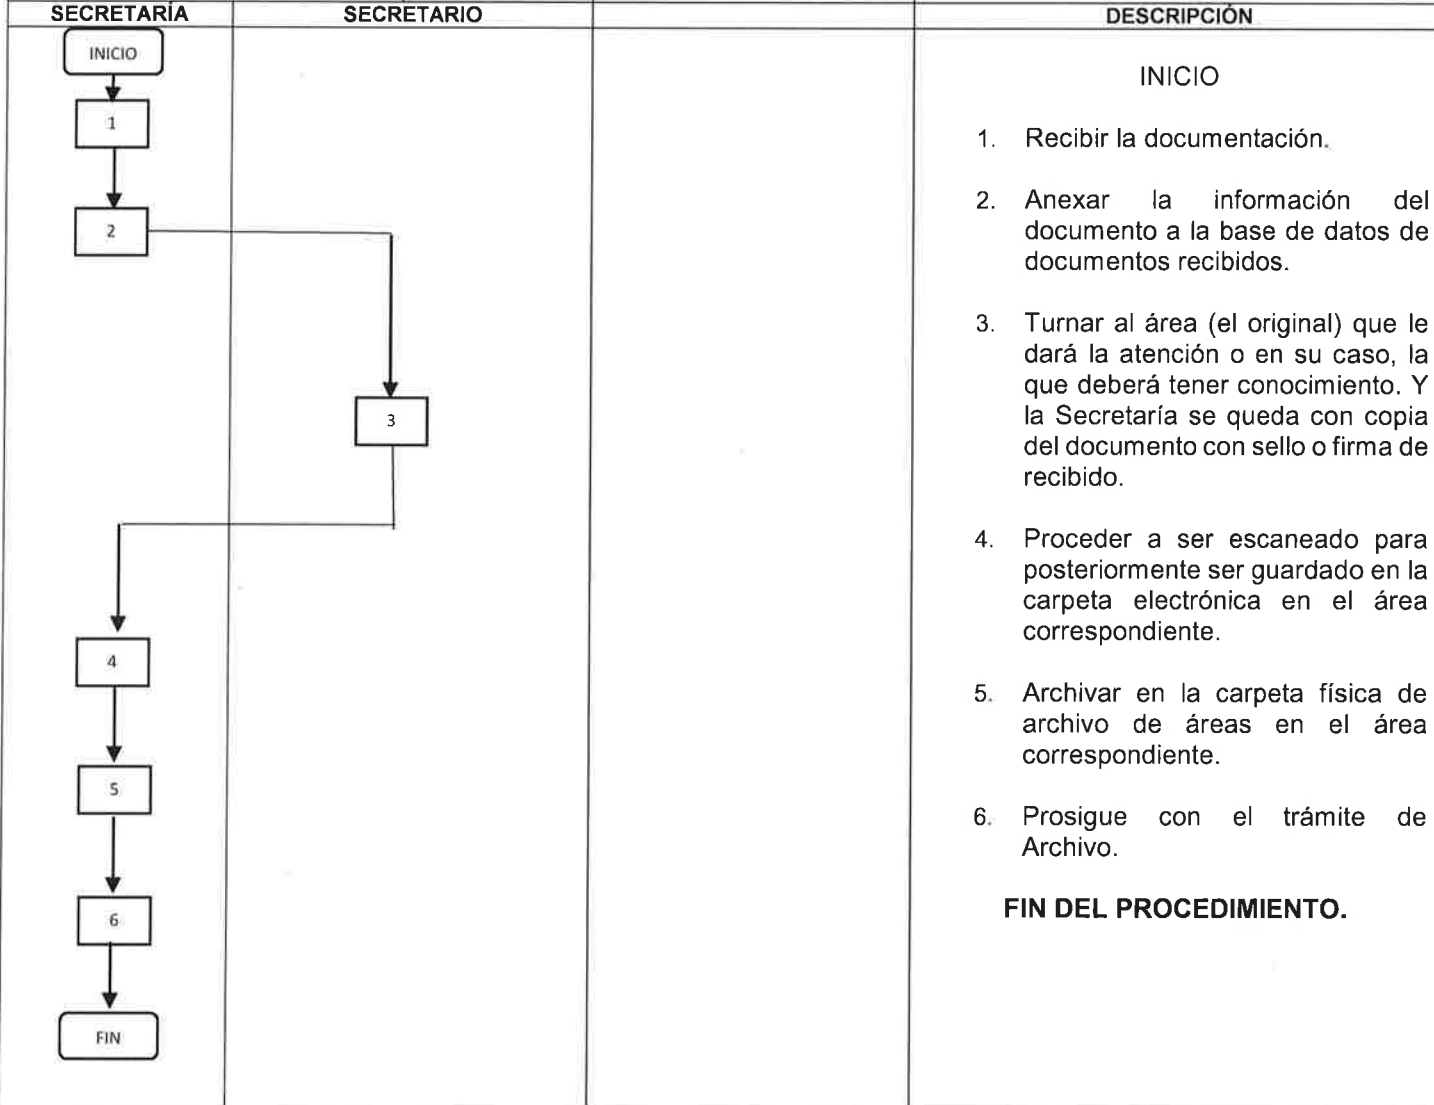 SECRETARÍA
SECRETARIO
DESCRIPCIÓN
INICIO
1
2
3
4
5
6
FIN
INICIO
1. Recibir la documentación.
2. Anexar la información del
documento a la base de datos de
documentos recibidos.
3. Turnar al área (el original) que le
dará la atención o en su caso, la
que deberá tener conocimiento. Y
la Secretaría se queda con copia
del documento con sello o firma de
recibido.
4. Proceder a ser escaneado para
posteriormente ser guardado en la
carpeta electrónica en el área
correspondiente.
5. Archivar en la carpeta física de
archivo de áreas en el área
correspondiente.
6. Prosigue con el trámite de
Archivo.
FIN DEL PROCEDIMIENTO.